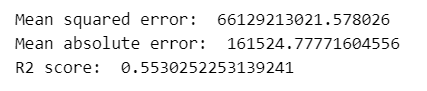 Mean squared error:  66129213021.578026
Mean absolute error:  161524.77771604556
R2 score:  0.5530252253139241